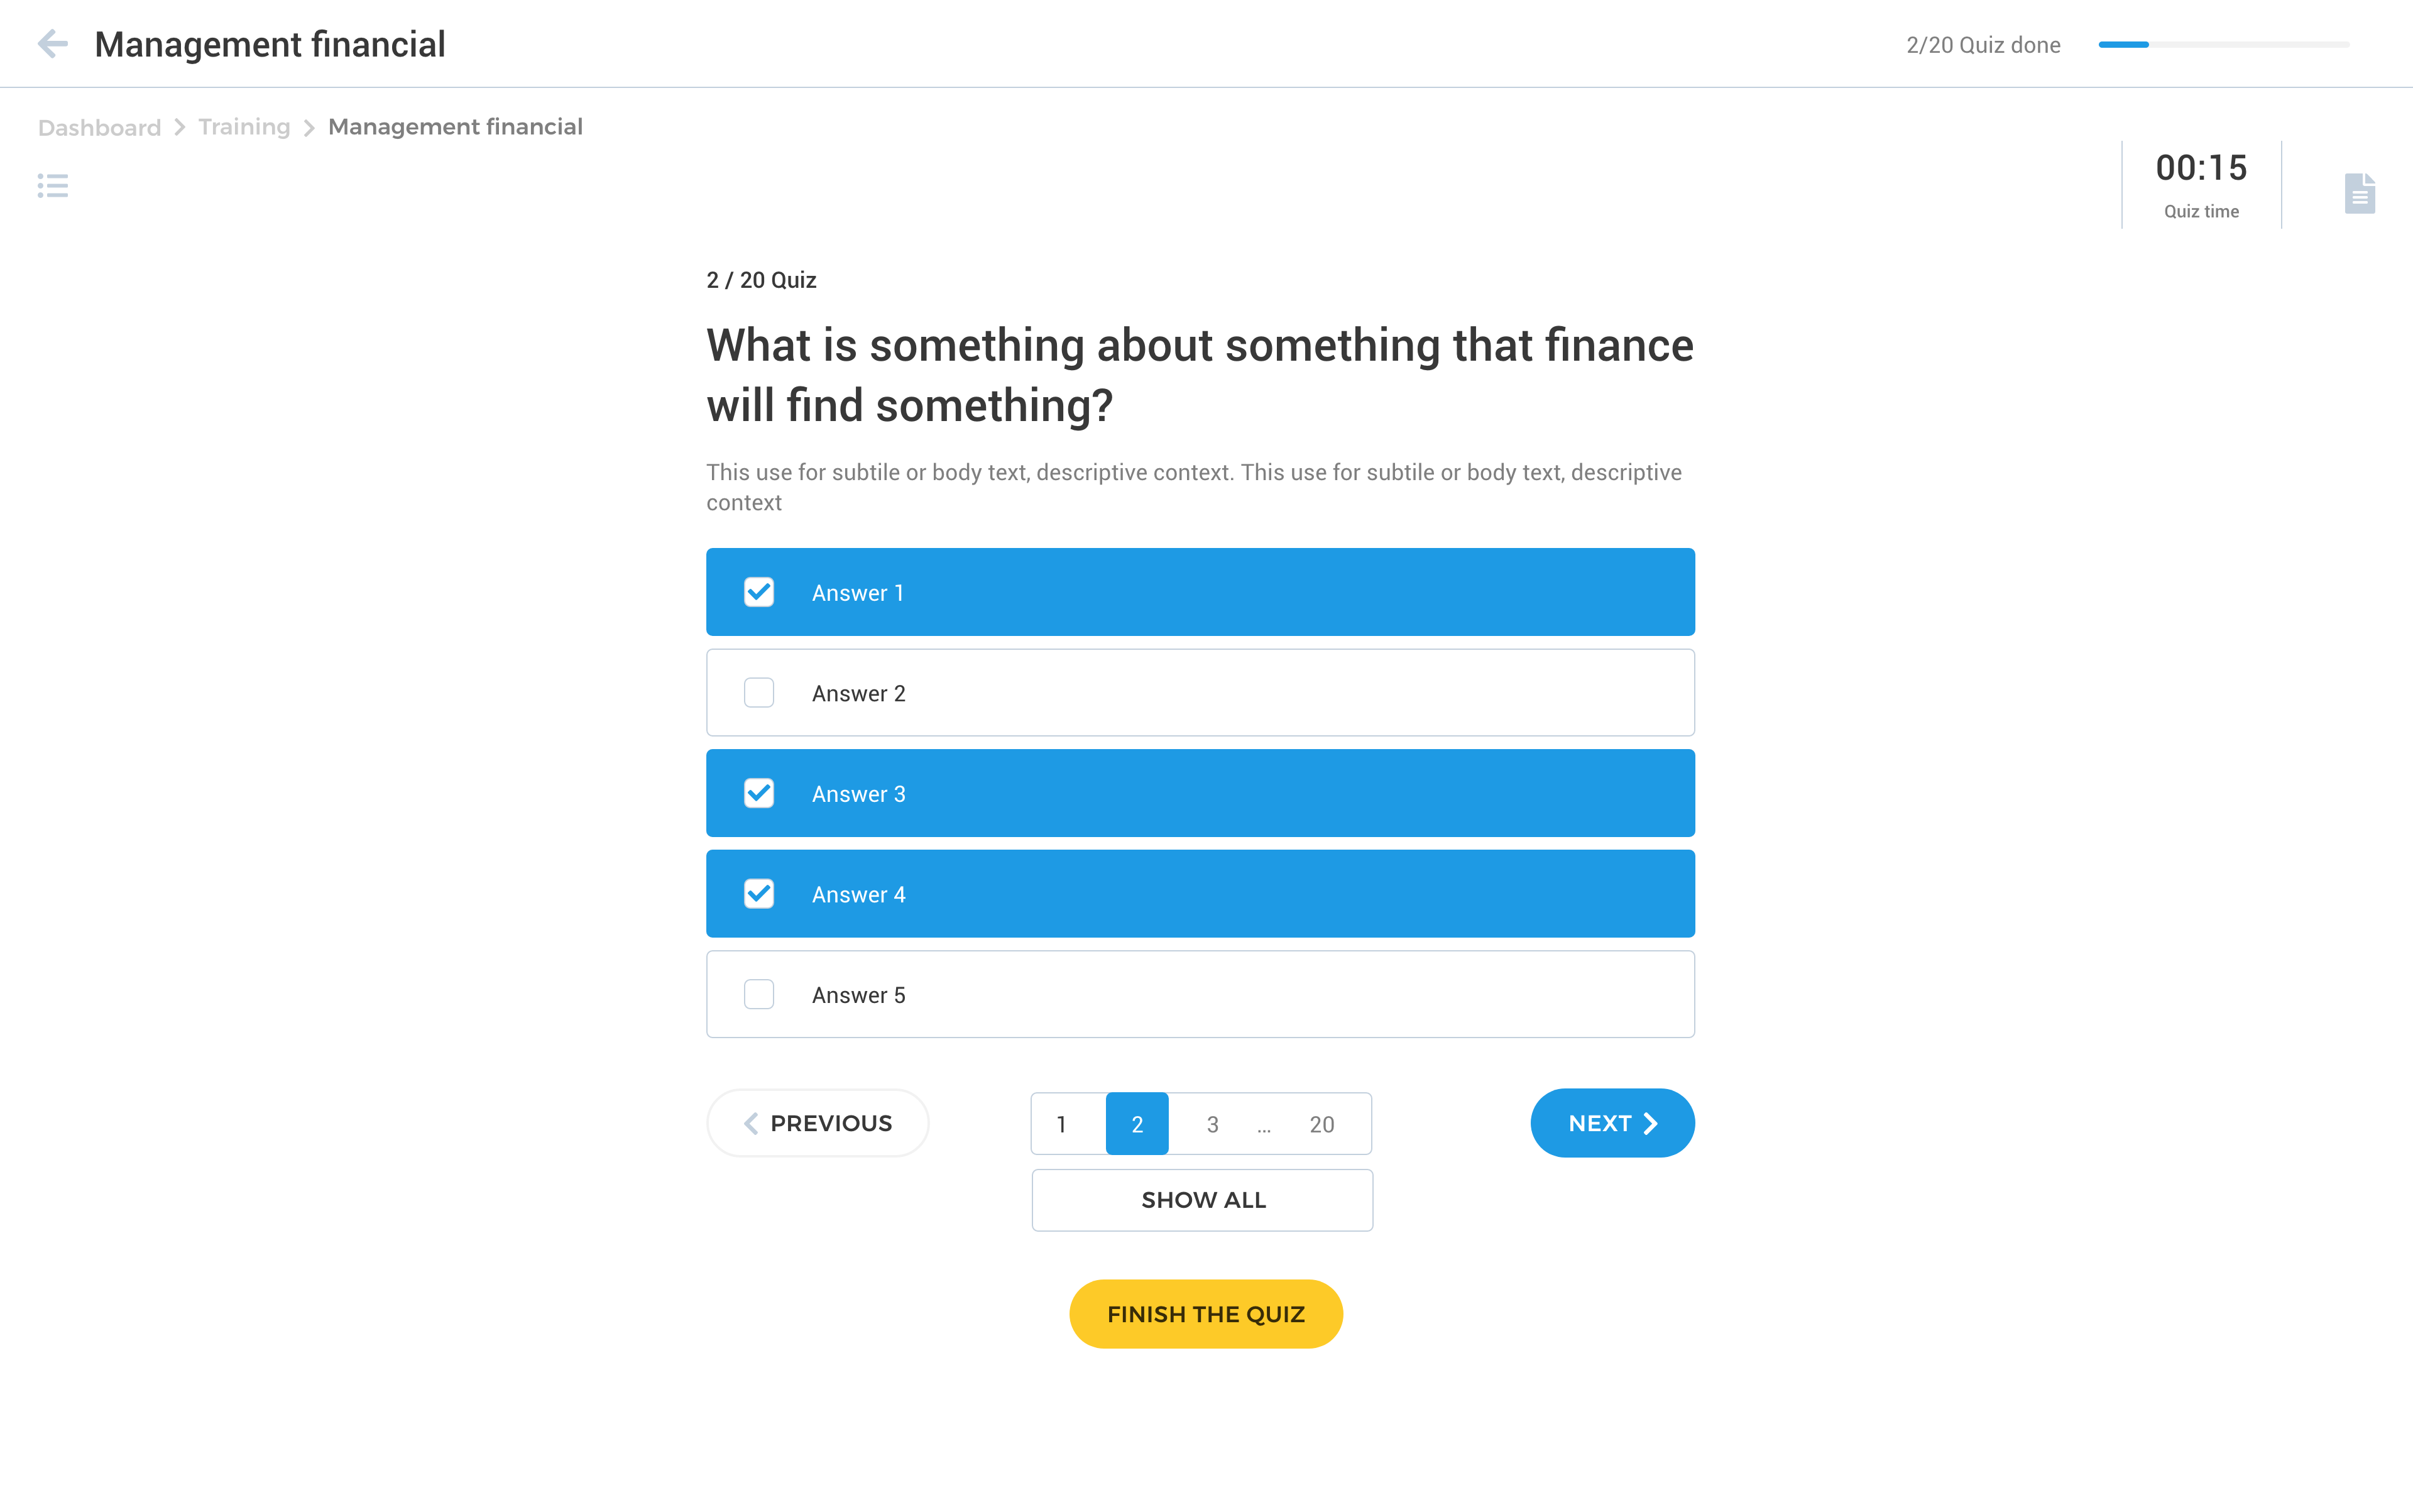 Management financial
2/20 Quiz done
Dashboard
Training
Management financial
00:15
Quiz time
2 / 20 Quiz
What is something about something that finance
will find something?
This use for subtile or body text, descriptive context. This use for subtile or body text, descriptive
context
Answer 1
Answer 2
Answer 3
Answer 4
Answer 5
PREVIOUS
1 2 3 ... 20
NEXT
SHOW ALL
FINISH THE QUIZ